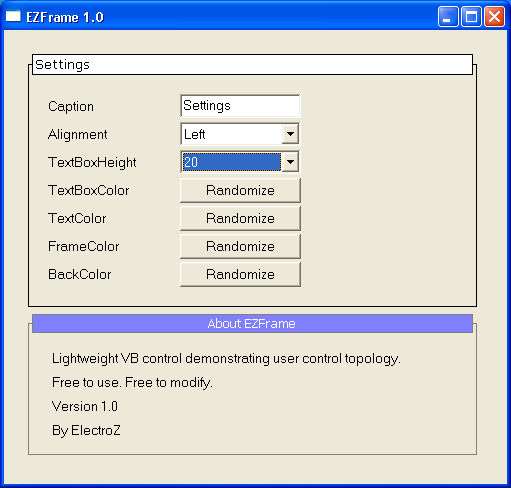 EZFrame 1.0
Settings
Caption Settings
Alignment Left
TextBoxHeight 20
TextBoxColor Randomize
TextColor Randomize
FrameColor Randomize
BackColor Randomize
About EZFrame
Lightweight VB control demonstrating user control topology.
Free to use. Free to modify.
Version 1.0
By ElectroZ